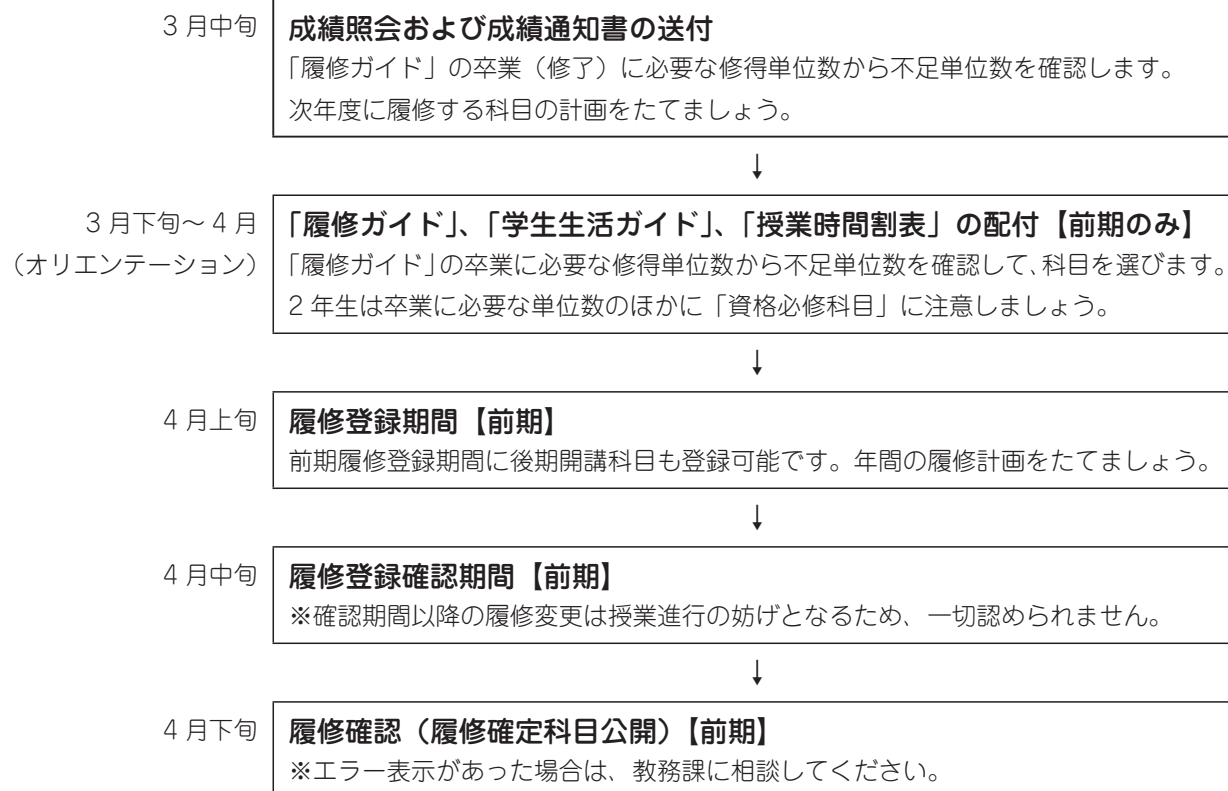 3月中旬
成績照会および成績通知書の送付
「履修ガイド」の卒業（修了）に必要な修得単位数から不足単位数を確認します。
次年度に履修する科目の計画をたてましょう。
↓
3月下旬～4月
（オリエンテーション）
「履修ガイド」、「学生生活ガイド」、「授業時間割表」の配付【前期のみ】
「履修ガイド」の卒業に必要な修得単位数から不足単位数を確認して、科目を選びます。
2年生は卒業に必要な単位数のほかに「資格必修科目」に注意しましょう。
↓
4月上旬
履修登録期間【前期】
前期履修登録期間に後期開講科目も登録可能です。年間の履修計画をたてましょう。
↓
4月中旬
履修登録確認期間【前期】
※確認期間以降の履修変更は授業進行の妨げとなるため、一切認められません。
↓
4月下旬
履修確認（履修確定科目公開）【前期】
※エラー表示があった場合は、教務課に相談してください。